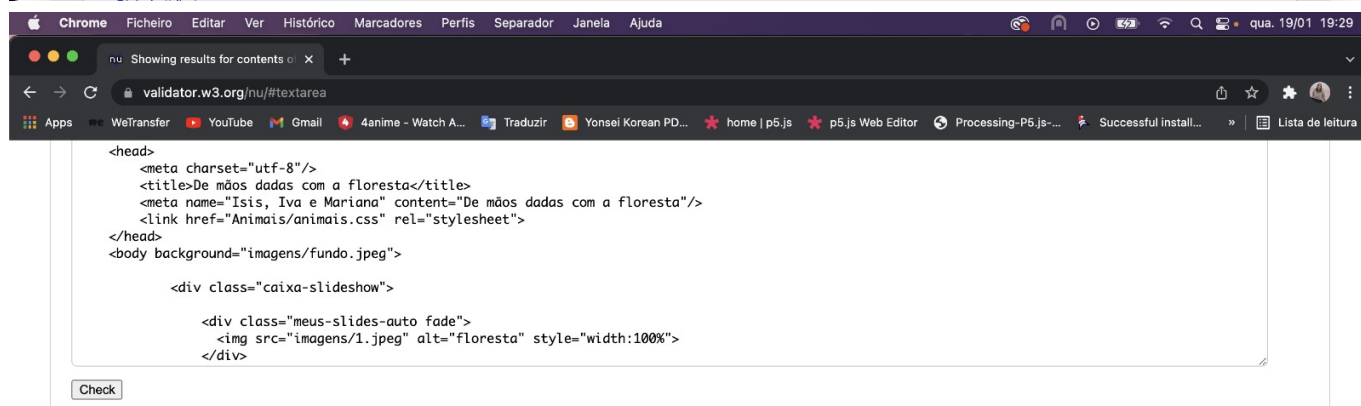 Chrome Ficheiro Editar Ver Histórico Marcadores Perfis Separador Janela Ajuda qua. 19/01 19:29
nu Showing results for contents o
validator.w3.org/nu/#textarea
Apps we WeTransfer YouTube Gmail 4anime - Watch A... Traduzir Yonsei Korean PD... home | p5.js p5.js Web Editor Processing-P5.js-... Successful install... » Lista de leitura
<head>
<meta charset="utf-8"/>
<title>De mãos dadas com a floresta</title>
<meta name="Isis, Iva e Mariana" content="De mãos dadas com a floresta"/>
<link href="Animais/animais.css" rel="stylesheet">
</head>
<body background="imagens/fundo.jpeg">
<div class="caixa-slideshow">
<div class="meus-slides-auto fade">
<img src="imagens/1.jpeg" alt="floresta" style="width:100%">
</div>
Check